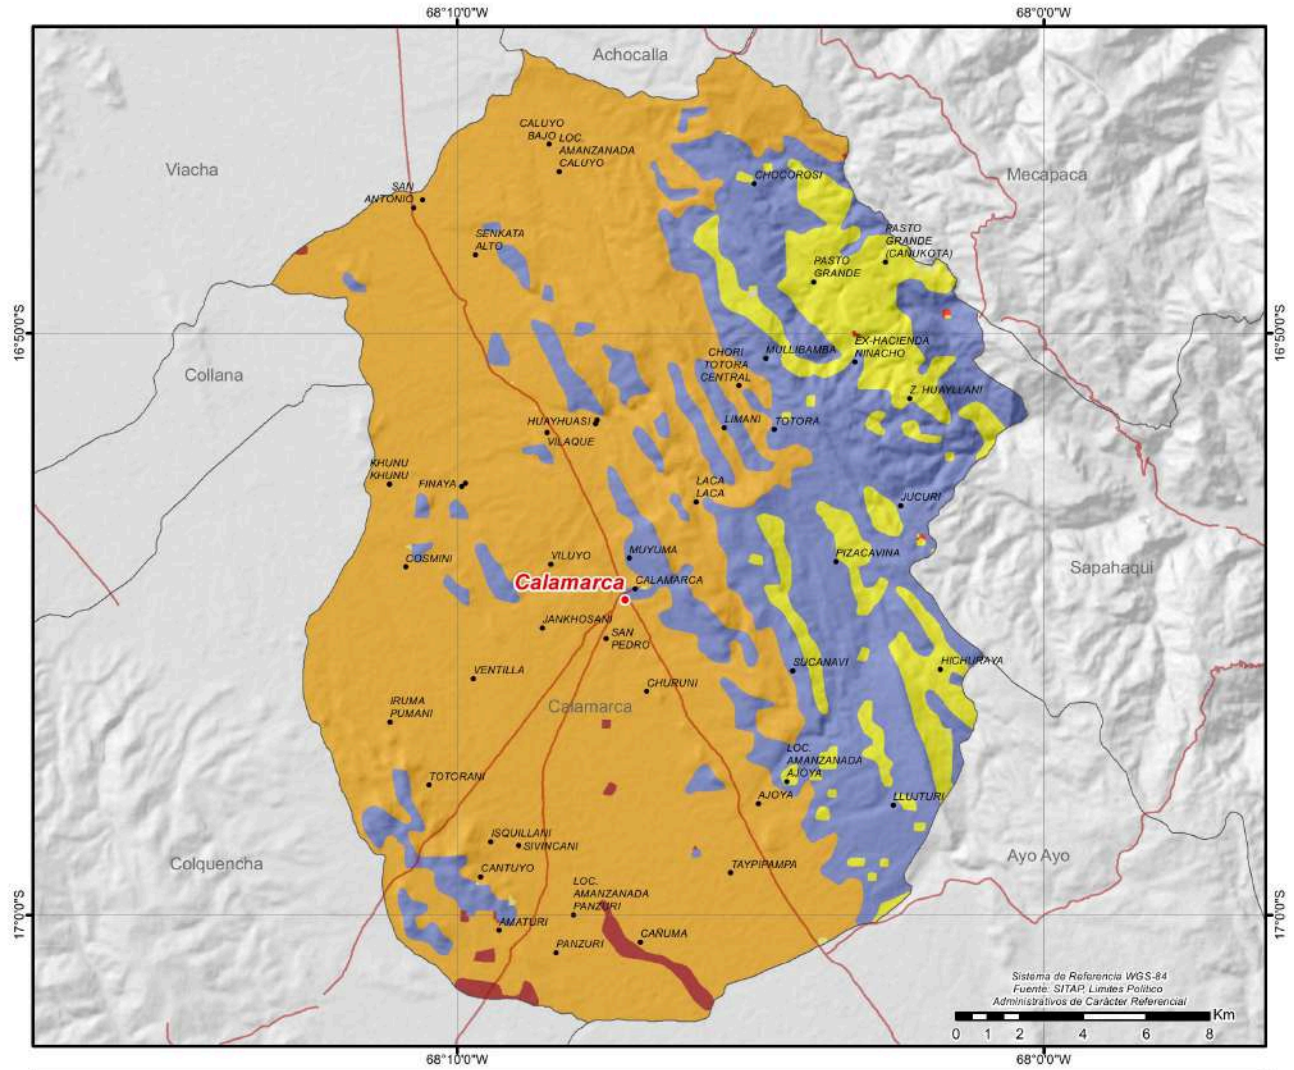 68°10'0"W
68°0'0"W
Achocalla
CALUYO
BAJO
LOC.
AMANZANADA
CALUYO
Viacha
Mecapaca
CHOCOROSI
SAN
ANTONIO
SENKATA
ALTO
PASTO
GRANDE
(CAÑUKOTA)
PASTO
GRANDE
16°50'0"S
16°50'0"S
EX-HACIENDA
NINACHO
MULLIBAMBA
CHORI
TOTORA
CENTRAL
Collana
Z. HUAYLLANI
HUAYHUASI
VILAQUE
LIMANI
TOTORA
KHUNU
KHUNU
FINAYA
LACA
LACA
JUCURI
COSMINI
VILUYO
MUYUMA
PIZACAVINA
Sapahaqui
Calamarca
CALAMARCA
JANKHOSANI
SAN
PEDRO
SUCANAVI
HICHURAYA
VENTILLA
CHURUNI
IRUMA
PUMANI
Calamarca
LOC.
AMANZANADA
AJOYA
TOTORANI
AJOYA
LLUJTURI
ISQUILLANI
SIVINCANI
Colquencha
Ayo Ayo
CANTUYO
TAYPIPAMPA
LOC.
AMANZANADA
PANZURI
17°0'0"S
17°0'0"S
AMATURI
CAÑUMA
PANZURI
Sistema de Referencia WGS-84
Fuente: SITAP, Limites Político
Administrativos de Carácter Referencial
Km
0 1 2 4 6 8
68°10'0"W
68°0'0"W